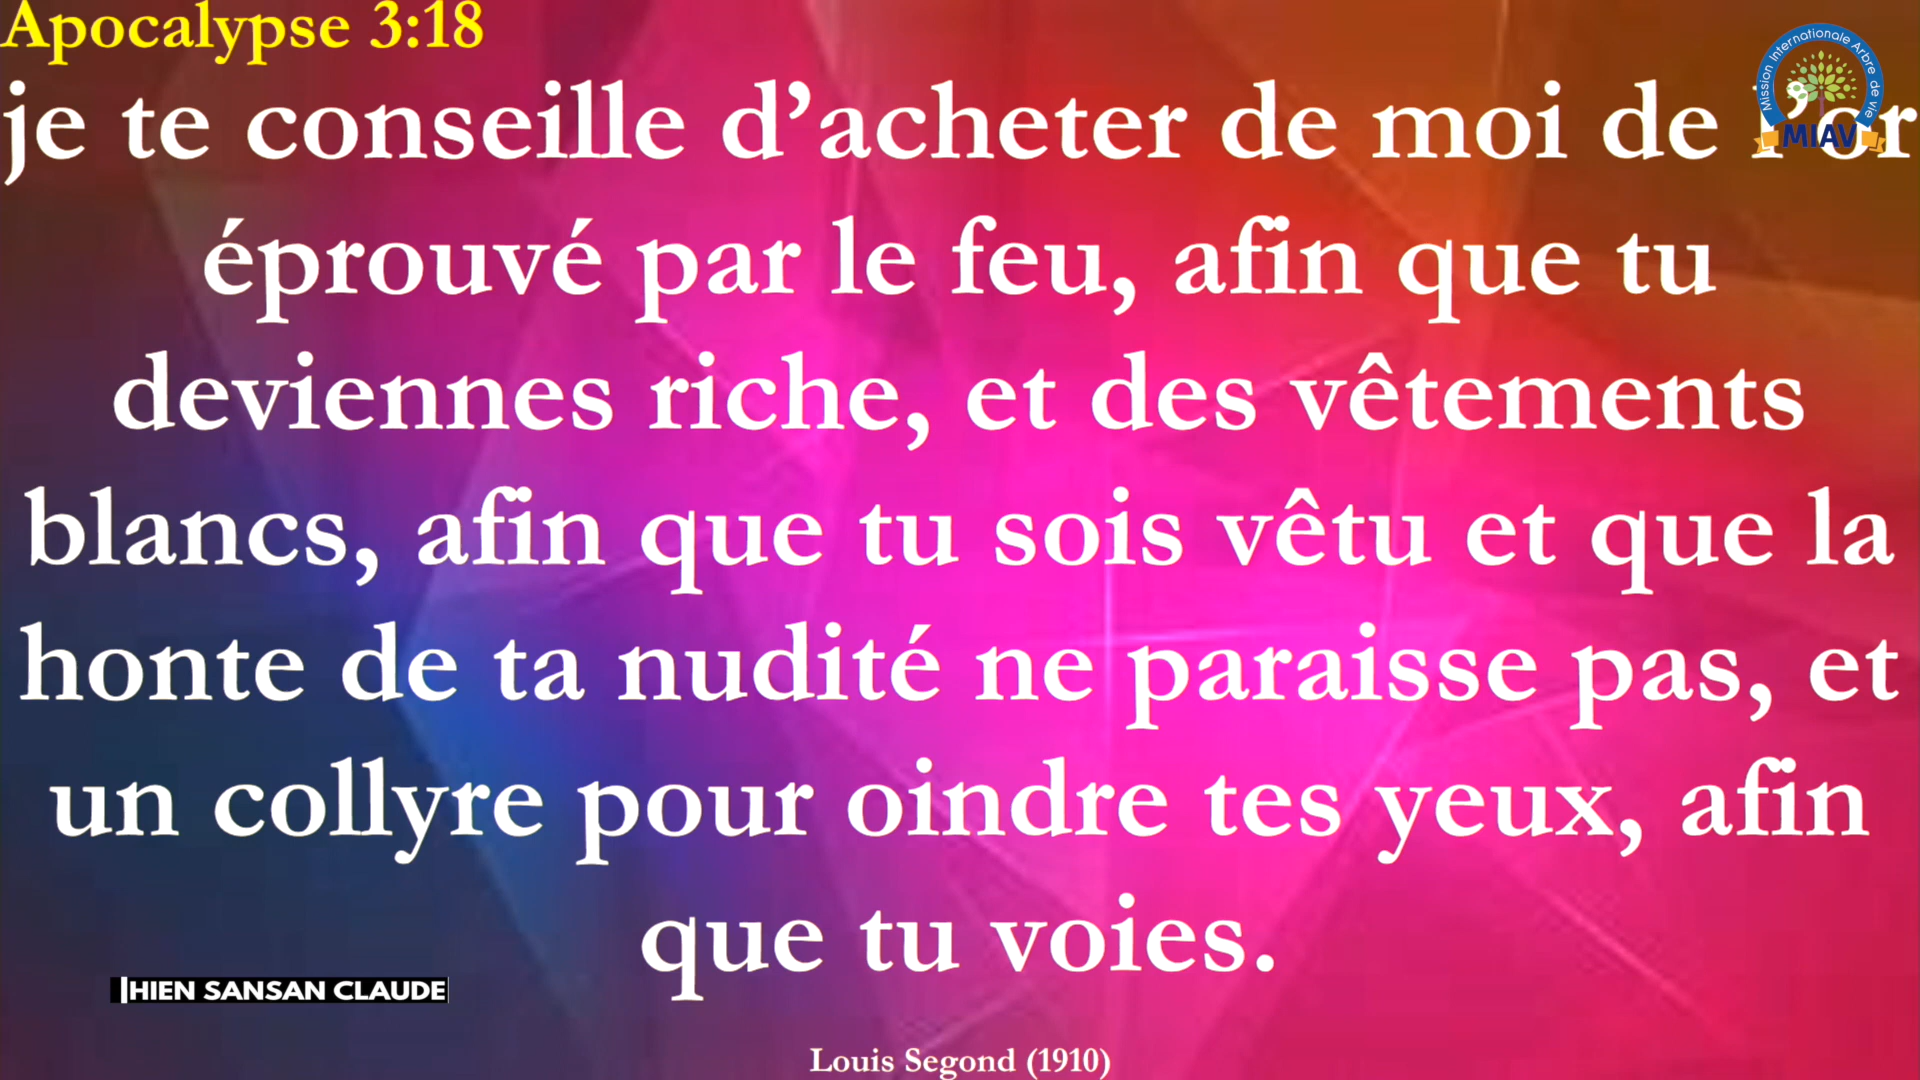 Apocalypse 3:18
Mission Internationale Arbre de vie
MIAV
je te conseille d’acheter de moi de l’or
éprouvé par le feu, afin que tu
deviennes riche, et des vêtements
blancs, afin que tu sois vêtu et que la
honte de ta nudité ne paraisse pas, et
un collyre pour oindre tes yeux, afin
que tu voies.
HIEN SANSAN CLAUDE
Louis Segond (1910)